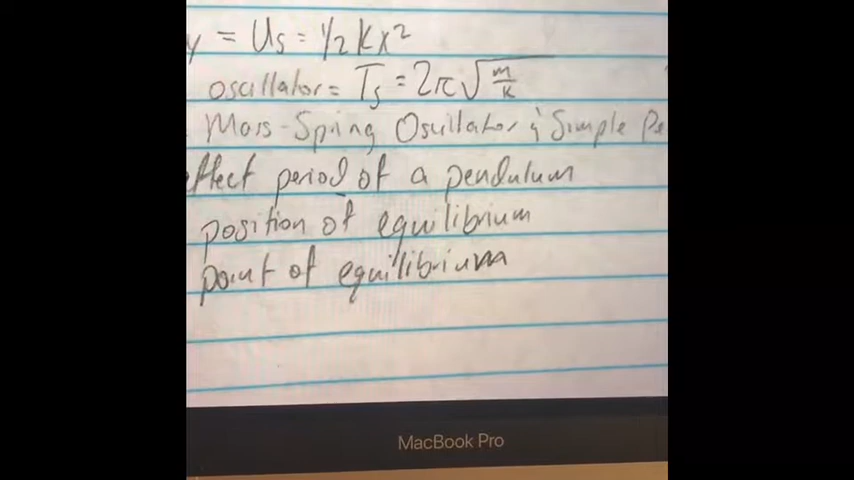 = Us = 1/2 kx²
oscillator = Ts = 2π√m/k
Mass-Spring Oscillator & Simple Pe
effect period of a pendulum
position of equilibrium
point of equilibrium
MacBook Pro